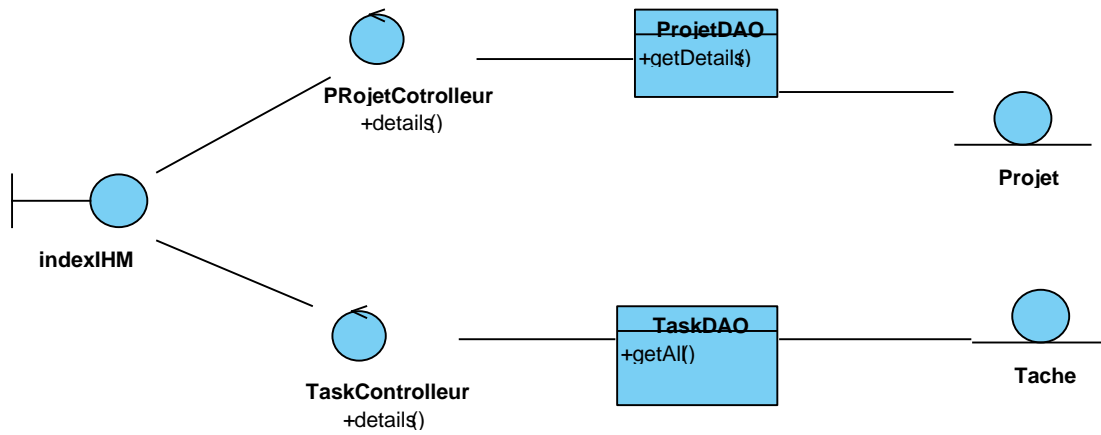 ProjetDAO
+getDetails()
PRojetCotrolleur
+details()
Projet
indexIHM
TaskDAO
+getAll()
TaskControlleur
+details()
Tache